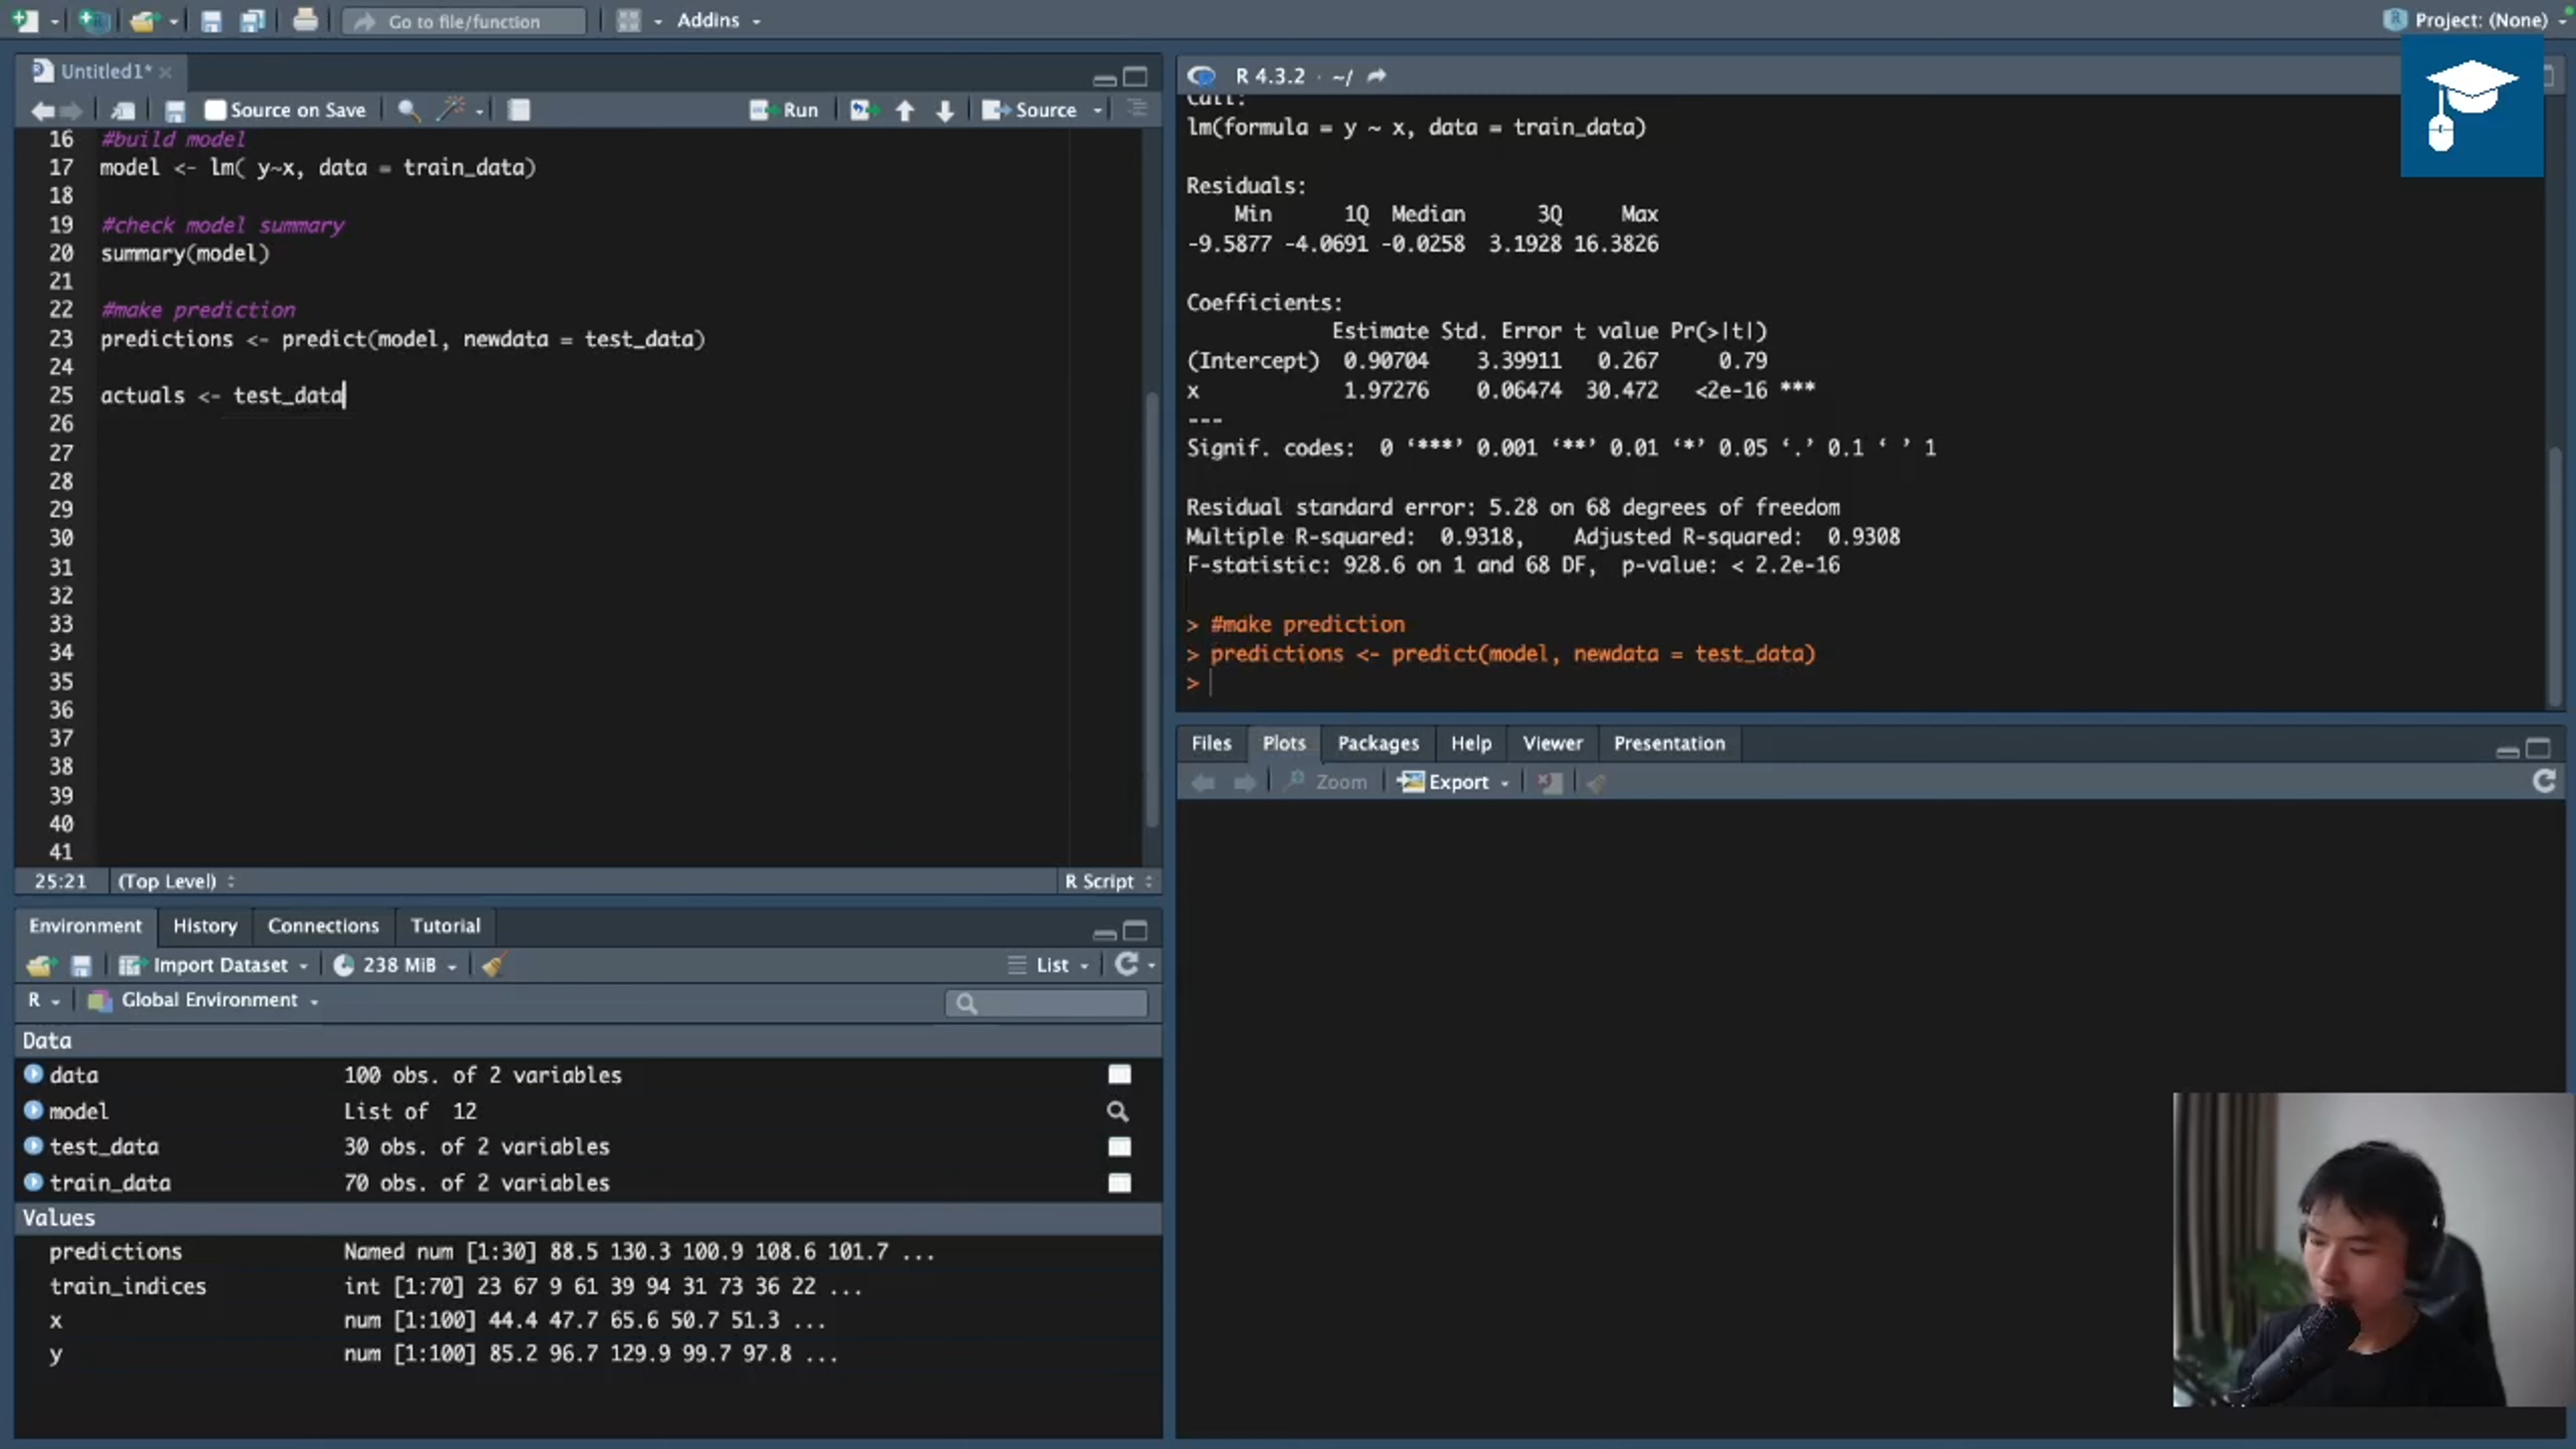 Go to file/function
Addins
Project: (None)
Untitled1*
Source on Save
Run
Source
16 #build model
17 model <- lm( y~x, data = train_data)
18
19 #check model summary
20 summary(model)
21
22 #make prediction
23 predictions <- predict(model, newdata = test_data)
24
25 actuals <- test_data
26
27
28
29
30
31
32
33
34
35
36
37
38
39
40
41
25:21 (Top Level) R Script
R 4.3.2 · ~/
Call:
lm(formula = y ~ x, data = train_data)
Residuals:
Min 1Q Median 3Q Max
-9.5877 -4.0691 -0.0258 3.1928 16.3826
Coefficients:
Estimate Std. Error t value Pr(>|t|)
(Intercept) 0.90704 3.39911 0.267 0.79
x 1.97276 0.06474 30.472 <2e-16 ***
---
Signif. codes: 0 ‘***’ 0.001 ‘**’ 0.01 ‘*’ 0.05 ‘.’ 0.1 ‘ ’ 1
Residual standard error: 5.28 on 68 degrees of freedom
Multiple R-squared: 0.9318, Adjusted R-squared: 0.9308
F-statistic: 928.6 on 1 and 68 DF, p-value: < 2.2e-16
> #make prediction
> predictions <- predict(model, newdata = test_data)
>
Files Plots Packages Help Viewer Presentation
Zoom Export
Environment History Connections Tutorial
Import Dataset 238 MiB List
R Global Environment
Data
data 100 obs. of 2 variables
model List of 12
test_data 30 obs. of 2 variables
train_data 70 obs. of 2 variables
Values
predictions Named num [1:30] 88.5 130.3 100.9 108.6 101.7 ...
train_indices int [1:70] 23 67 9 61 39 94 31 73 36 22 ...
x num [1:100] 44.4 47.7 65.6 50.7 51.3 ...
y num [1:100] 85.2 96.7 129.9 99.7 97.8 ...